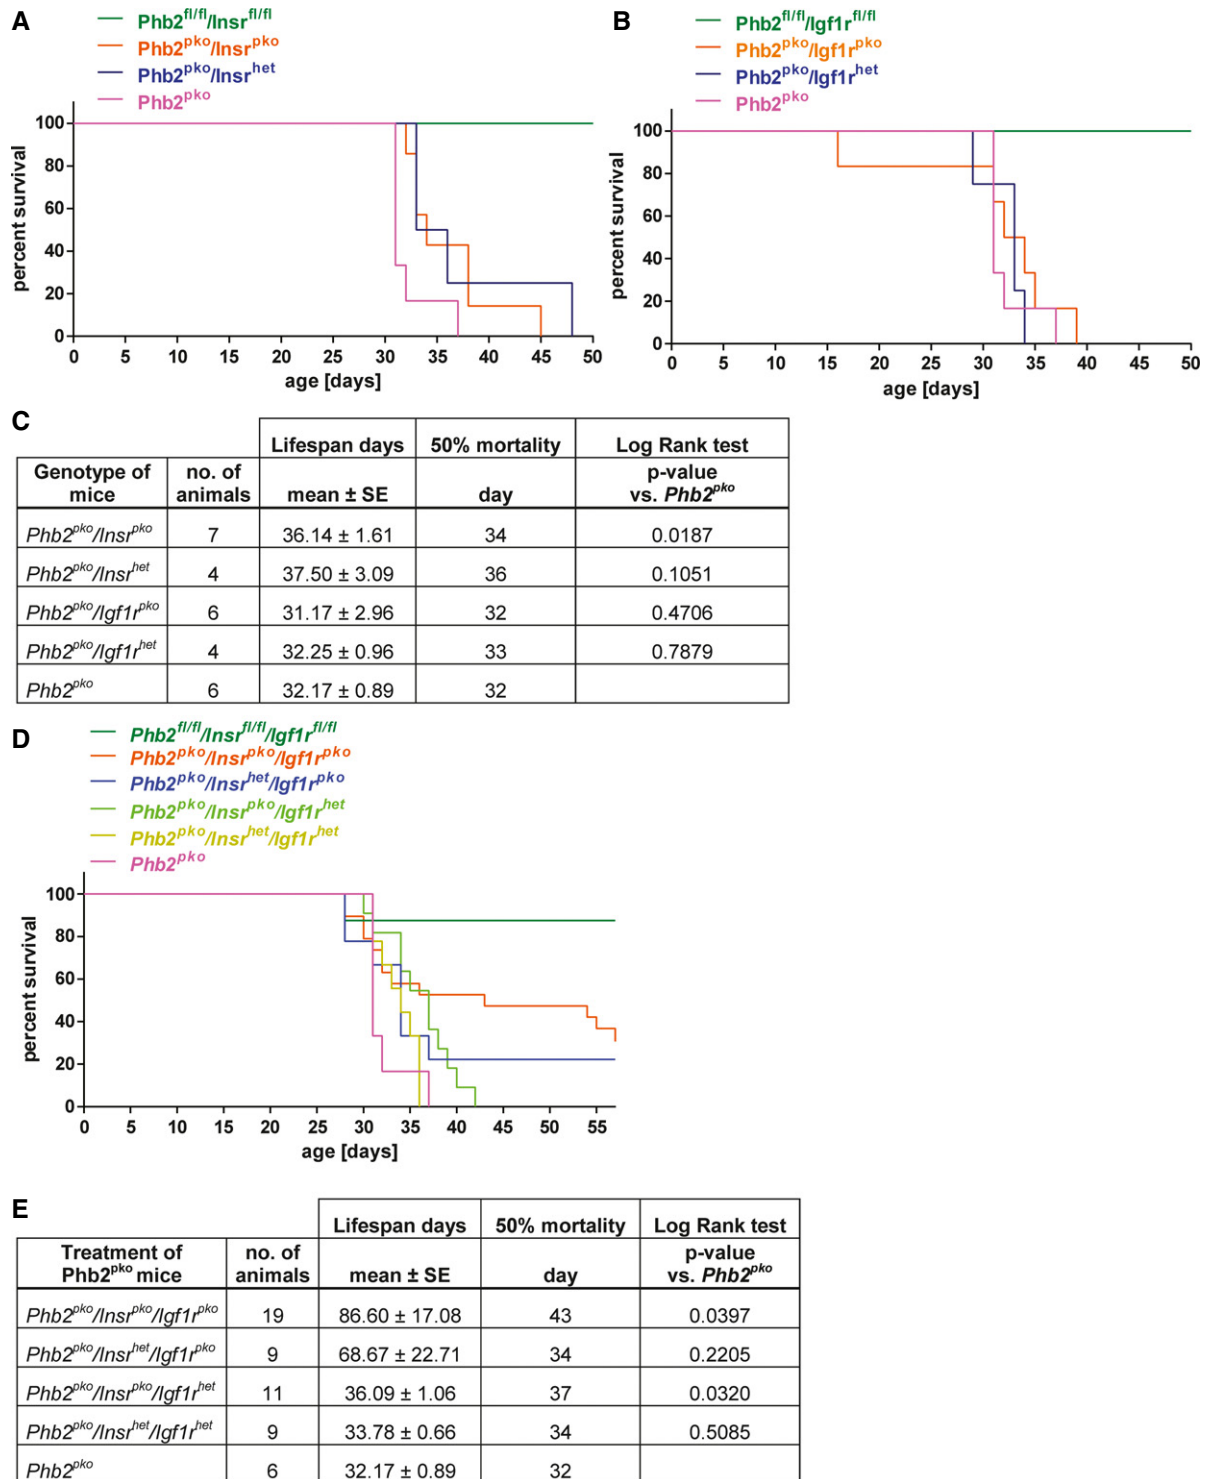 A
Phb2fl/fl/Insrfl/fl
Phb2pko/Insrpko
Phb2pko/Insrhet
Phb2pko
percent survival
100
80
60
40
20
0
0 5 10 15 20 25 30 35 40 45 50
age [days]
B
Phb2fl/fl/Igf1rfl/fl
Phb2pko/Igf1rpko
Phb2pko/Igf1rhet
Phb2pko
percent survival
100
80
60
40
20
0
0 5 10 15 20 25 30 35 40 45 50
age [days]
C
Lifespan days 50% mortality Log Rank test
Genotype of mice no. of animals mean ± SE day p-value vs. Phb2pko
Phb2pko/Insrpko 7 36.14 ± 1.61 34 0.0187
Phb2pko/Insrhet 4 37.50 ± 3.09 36 0.1051
Phb2pko/Igf1rpko 6 31.17 ± 2.96 32 0.4706
Phb2pko/Igf1rhet 4 32.25 ± 0.96 33 0.7879
Phb2pko 6 32.17 ± 0.89 32
D
Phb2fl/fl/Insrfl/fl/Igf1rfl/fl
Phb2pko/Insrpko/Igf1rpko
Phb2pko/Insrhet/Igf1rpko
Phb2pko/Insrpko/Igf1rhet
Phb2pko/Insrhet/Igf1rhet
Phb2pko
percent survival
100
80
60
40
20
0
0 5 10 15 20 25 30 35 40 45 50 55
age [days]
E
Lifespan days 50% mortality Log Rank test
Treatment of Phb2pko mice no. of animals mean ± SE day p-value vs. Phb2pko
Phb2pko/Insrpko/Igf1rpko 19 86.60 ± 17.08 43 0.0397
Phb2pko/Insrhet/Igf1rpko 9 68.67 ± 22.71 34 0.2205
Phb2pko/Insrpko/Igf1rhet 11 36.09 ± 1.06 37 0.0320
Phb2pko/Insrhet/Igf1rhet 9 33.78 ± 0.66 34 0.5085
Phb2pko 6 32.17 ± 0.89 32